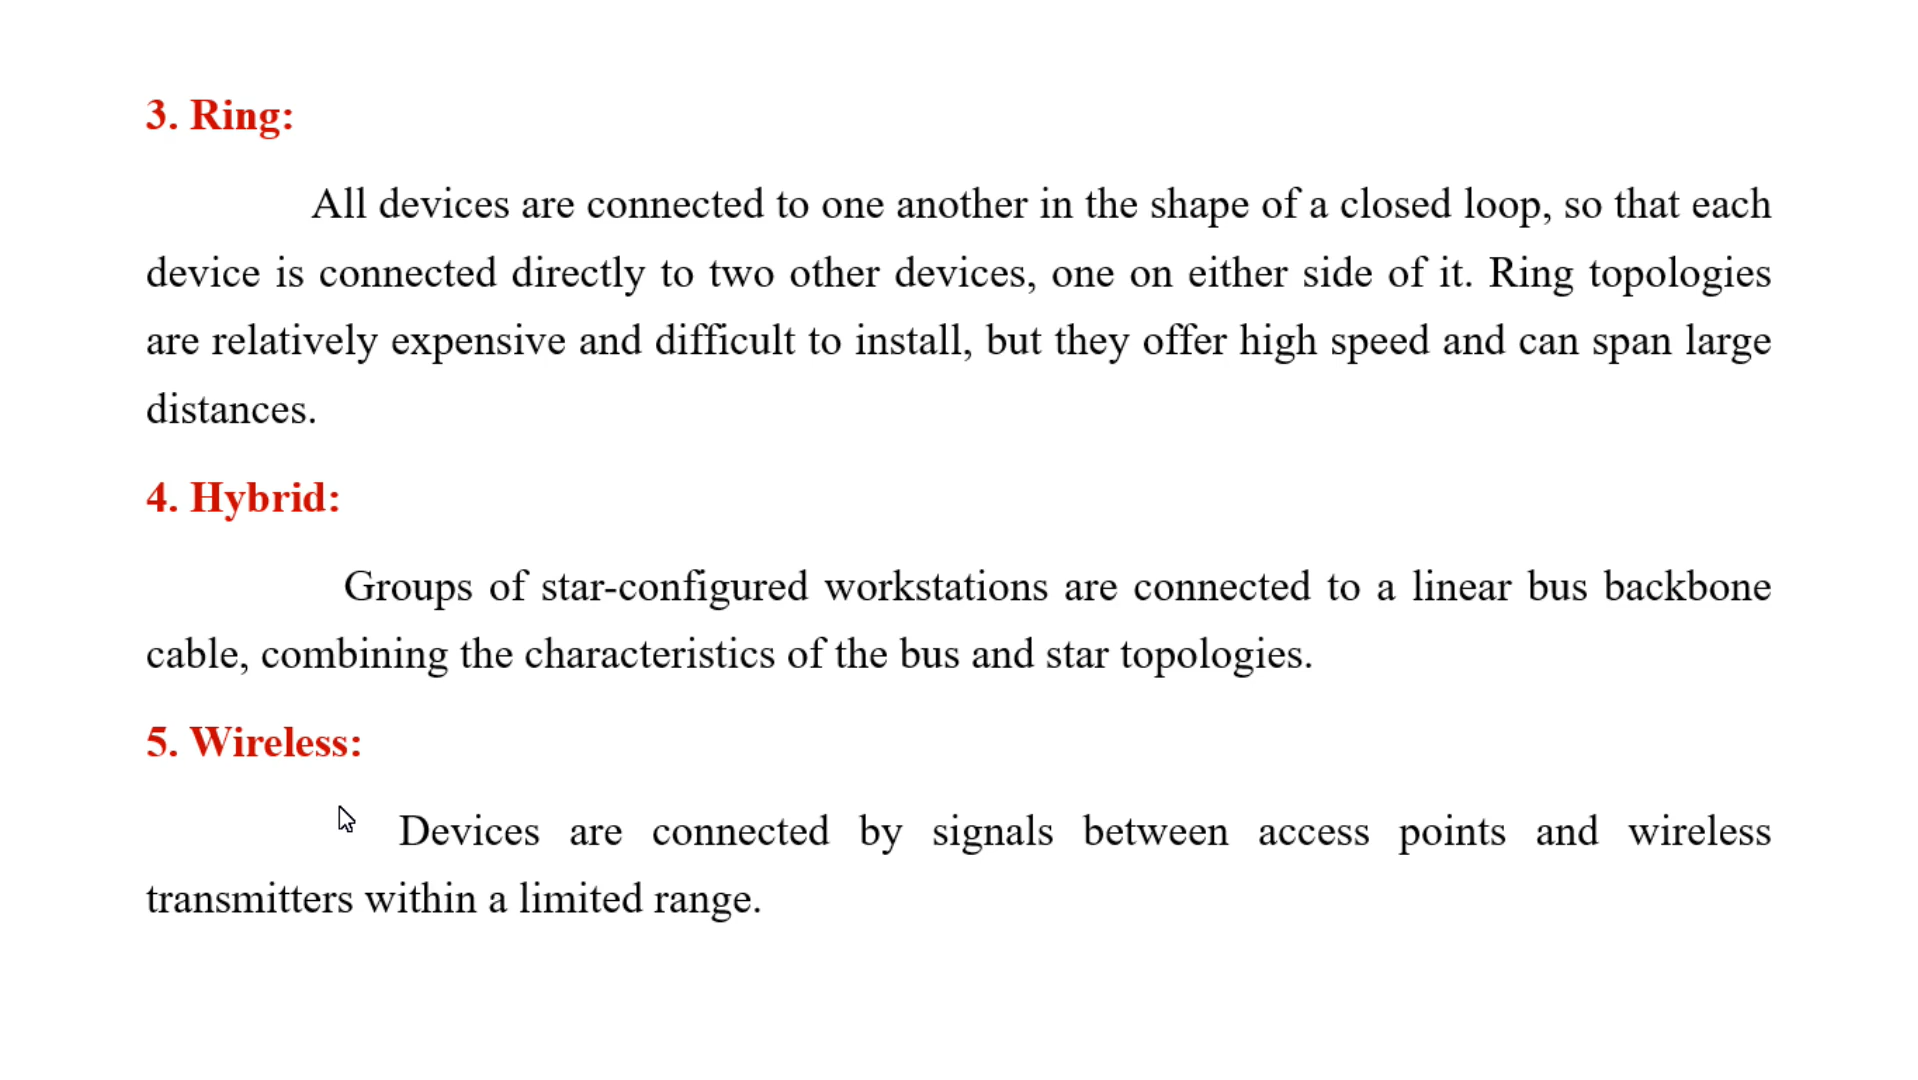 3. Ring:
All devices are connected to one another in the shape of a closed loop, so that each
device is connected directly to two other devices, one on either side of it. Ring topologies
are relatively expensive and difficult to install, but they offer high speed and can span large
distances.
4. Hybrid:
Groups of star-configured workstations are connected to a linear bus backbone
cable, combining the characteristics of the bus and star topologies.
5. Wireless:
Devices are connected by signals between access points and wireless
transmitters within a limited range.